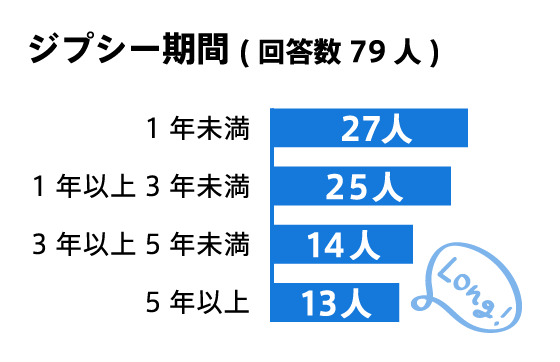 ジプシー期間 ( 回答数 79 人 )
1 年未満 27人
1 年以上 3 年未満 25人
3 年以上 5 年未満 14人
5 年以上 13人
Long!